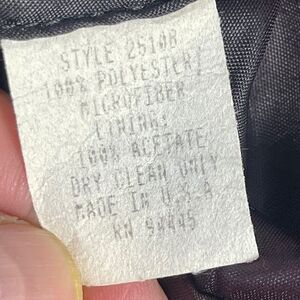 STYLE 2510B
100% POLYESTER/
MICROFIBER
LINING:
100% ACETATE
DRY CLEAN ONLY
MADE IN U.S.A
RN 94445